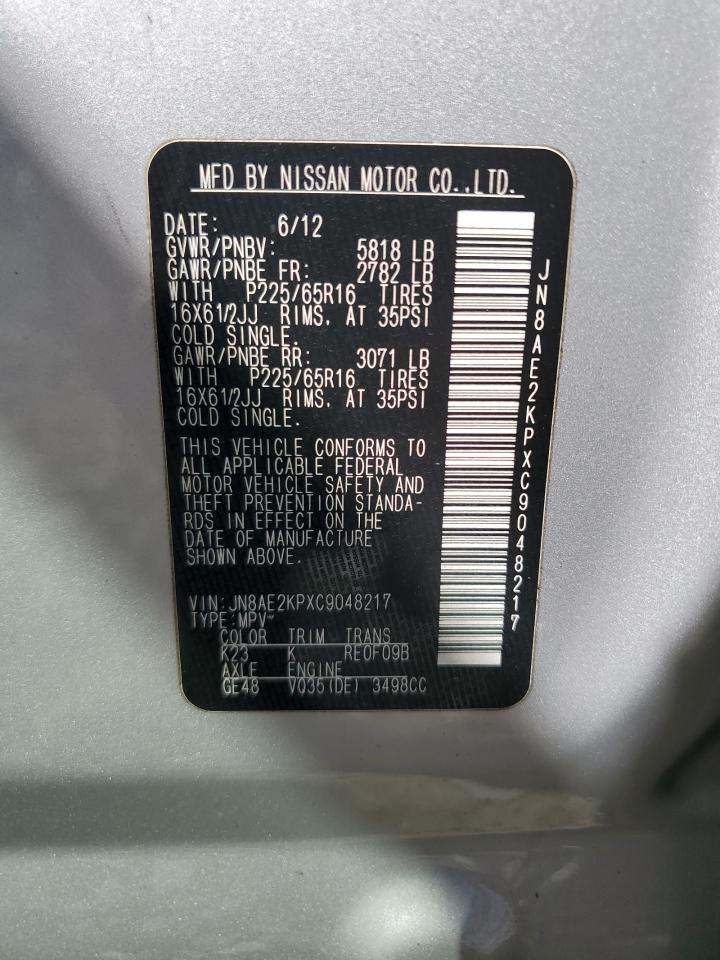 MFD BY NISSAN MOTOR CO.,LTD.
DATE: 6/12
GVWR/PNBV: 5818 LB
GAWR/PNBE FR: 2782 LB
WITH P225/65R16 TIRES
16X61/2JJ RIMS, AT 35PSI
COLD SINGLE.
GAWR/PNBE RR: 3071 LB
WITH P225/65R16 TIRES
16X61/2JJ RIMS, AT 35PSI
COLD SINGLE.
THIS VEHICLE CONFORMS TO
ALL APPLICABLE FEDERAL
MOTOR VEHICLE SAFETY AND
THEFT PREVENTION STANDA-
RDS IN EFFECT ON THE
DATE OF MANUFACTURE
SHOWN ABOVE.
VIN:JN8AE2KPXC9048217
TYPE:MPV
COLOR TRIM TRANS
K23 K RE0F09B
AXLE ENGINE
GE48 VQ35(DE) 3498CC
JN8AE2KPXC9048217